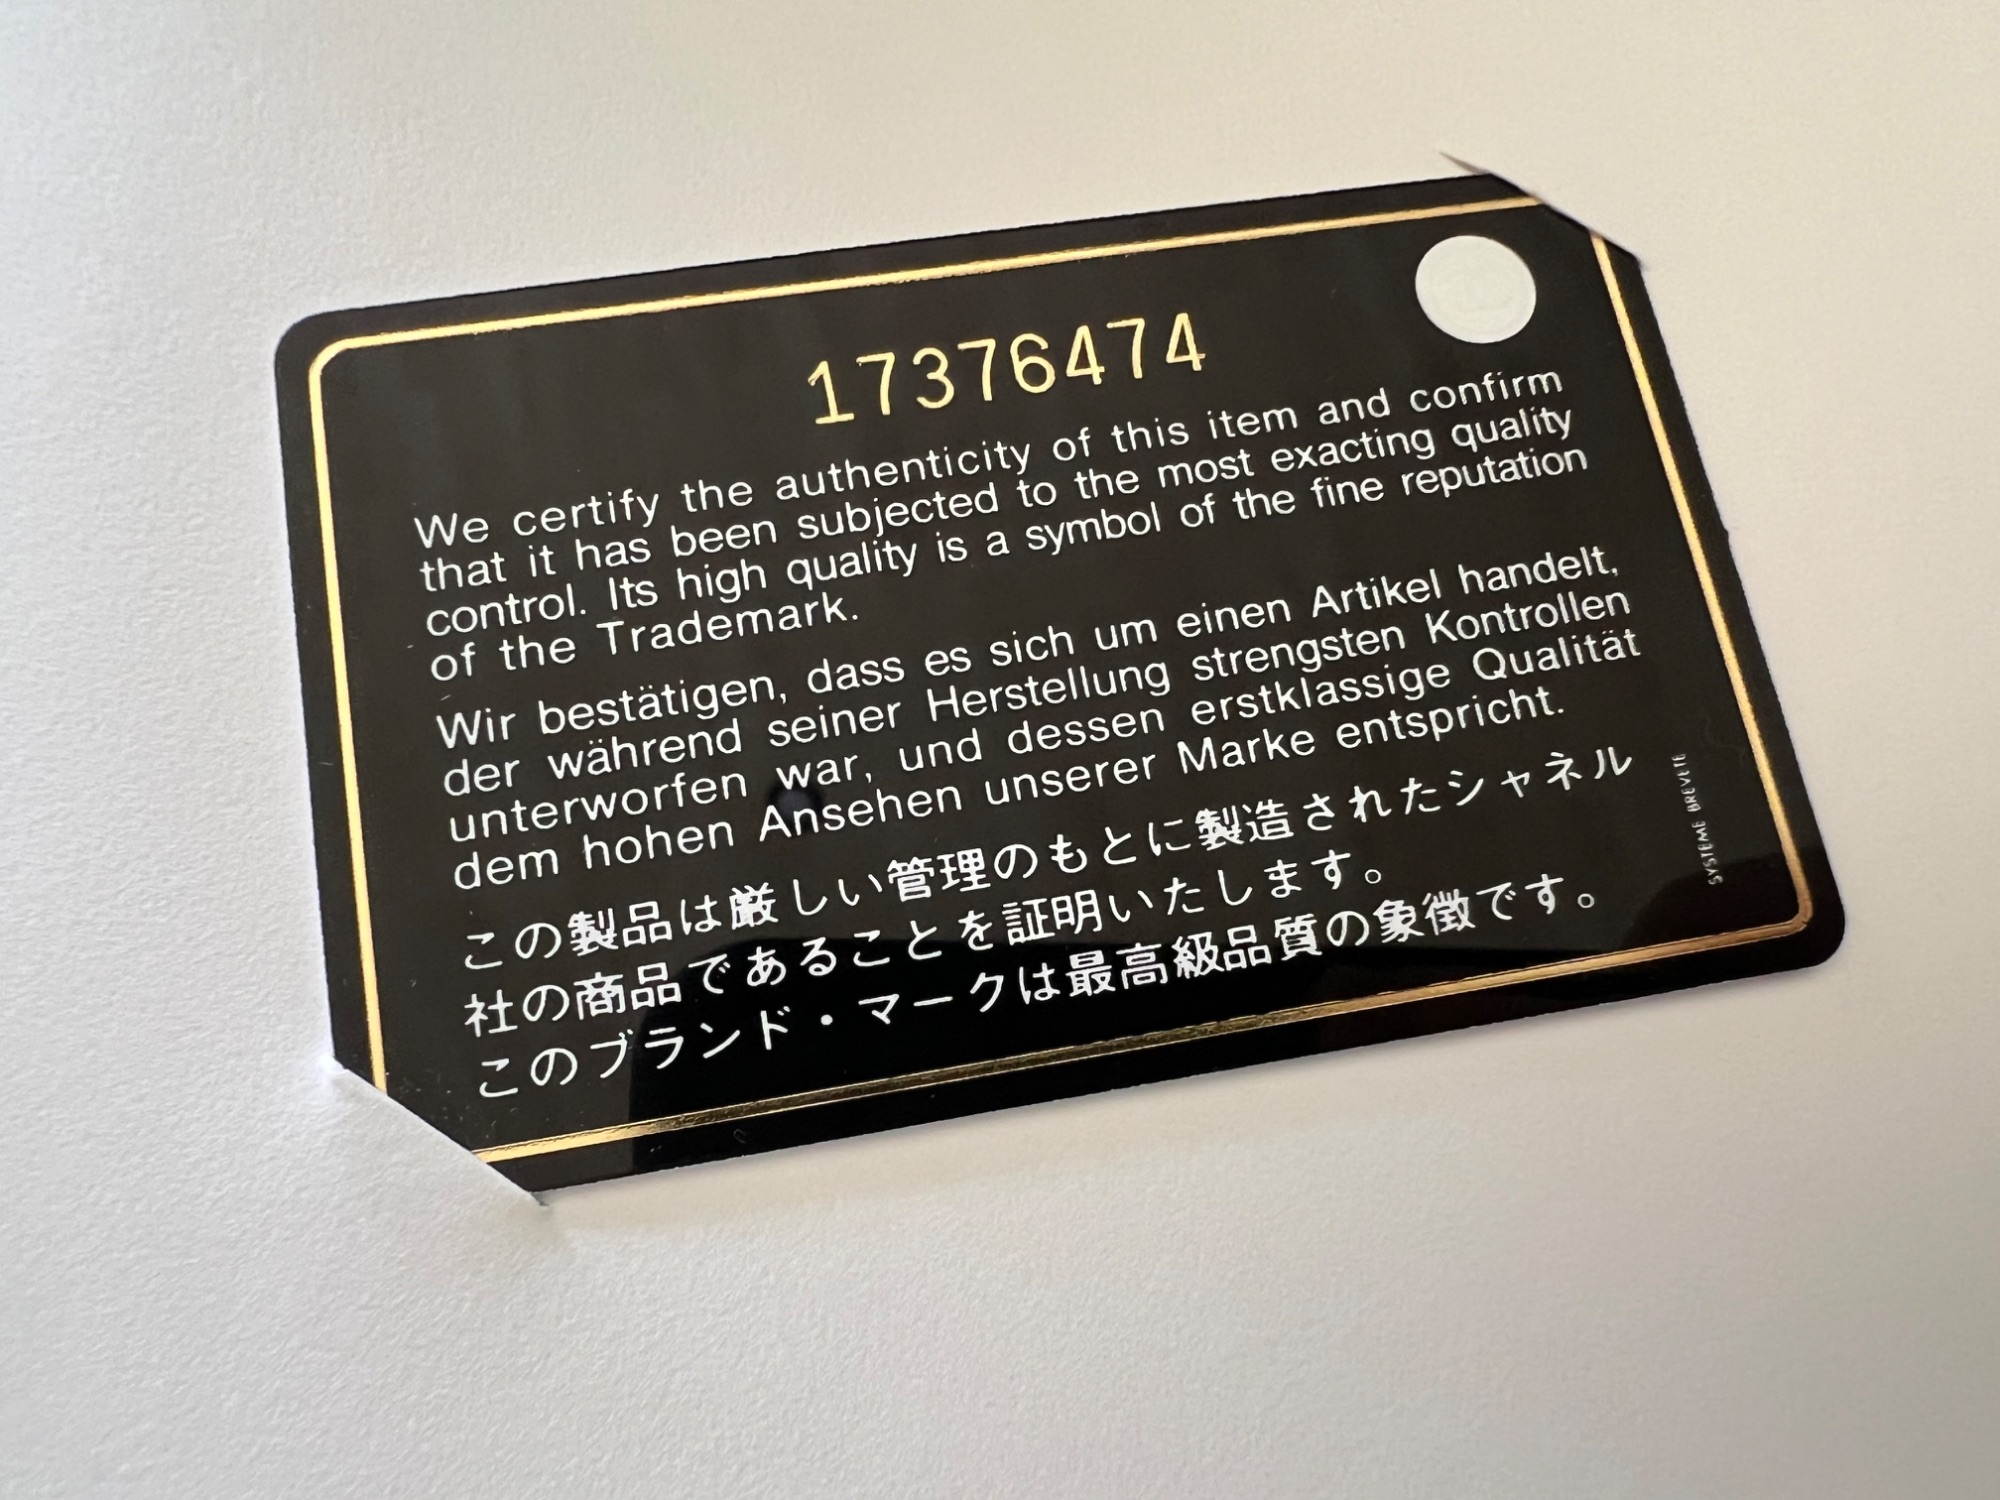 17376474
We certify the authenticity of this item and confirm
that it has been subjected to the most exacting quality
control. Its high quality is a symbol of the fine reputation
of the Trademark.
Wir bestätigen, dass es sich um einen Artikel handelt,
der während seiner Herstellung strengsten Kontrollen
unterworfen war, und dessen erstklassige Qualität
dem hohen Ansehen unserer Marke entspricht.
この製品は厳しい管理のもとに製造されたシャネル
社の商品であることを証明いたします。
このブランド・マークは最高級品質の象徴です。
SYSTEME BREVETE